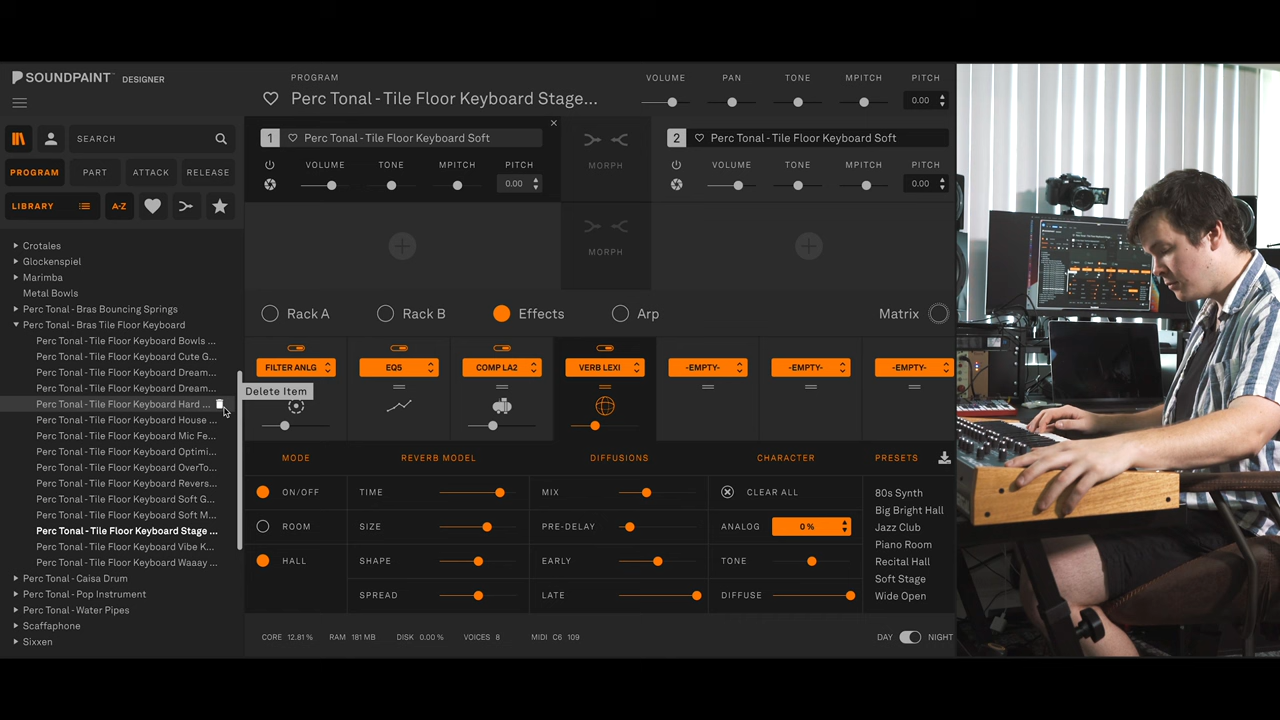 SOUNDPAINT™ DESIGNER
SEARCH
PROGRAM PART ATTACK RELEASE
LIBRARY A-Z
Crotales
Glockenspiel
Marimba
Metal Bowls
Perc Tonal - Bras Bouncing Springs
Perc Tonal - Bras Tile Floor Keyboard
Perc Tonal - Tile Floor Keyboard Bowls ...
Perc Tonal - Tile Floor Keyboard Cute G...
Perc Tonal - Tile Floor Keyboard Dream...
Perc Tonal - Tile Floor Keyboard Dream...
Delete Item
Perc Tonal - Tile Floor Keyboard Hard ...
Perc Tonal - Tile Floor Keyboard House ...
Perc Tonal - Tile Floor Keyboard Mic Fe...
Perc Tonal - Tile Floor Keyboard Optimi...
Perc Tonal - Tile Floor Keyboard OverTo...
Perc Tonal - Tile Floor Keyboard Revers...
Perc Tonal - Tile Floor Keyboard Soft G...
Perc Tonal - Tile Floor Keyboard Soft M...
Perc Tonal - Tile Floor Keyboard Stage ...
Perc Tonal - Tile Floor Keyboard Vibe K...
Perc Tonal - Tile Floor Keyboard Waaay ...
Perc Tonal - Caisa Drum
Perc Tonal - Pop Instrument
Perc Tonal - Water Pipes
Scaffaphone
Sixxen
PROGRAM
Perc Tonal - Tile Floor Keyboard Stage...
VOLUME PAN TONE MPITCH PITCH
0.00
1 Perc Tonal - Tile Floor Keyboard Soft
VOLUME TONE MPITCH PITCH
0.00
MORPH
2 Perc Tonal - Tile Floor Keyboard Soft
VOLUME TONE MPITCH PITCH
0.00
MORPH
Rack A Rack B Effects Arp Matrix
FILTER ANLG EQ5 COMP LA2 VERB LEXI -EMPTY- -EMPTY- -EMPTY-
MODE REVERB MODEL DIFFUSIONS CHARACTER PRESETS
ON/OFF TIME MIX CLEAR ALL 80s Synth
Big Bright Hall
ROOM SIZE PRE-DELAY ANALOG 0 % Jazz Club
Piano Room
HALL SHAPE EARLY TONE Recital Hall
Soft Stage
SPREAD LATE DIFFUSE Wide Open
CORE 12.81 % RAM 181 MB DISK 0.00 % VOICES 8 MIDI C6 109 DAY NIGHT